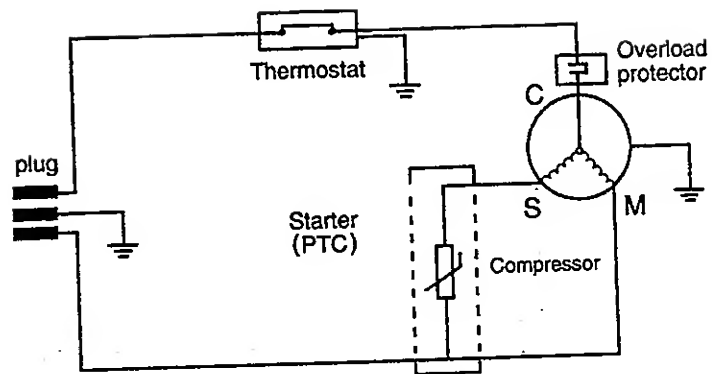 Overload
protector
Thermostat
C
plug
S
M
Starter
(PTC)
Compressor